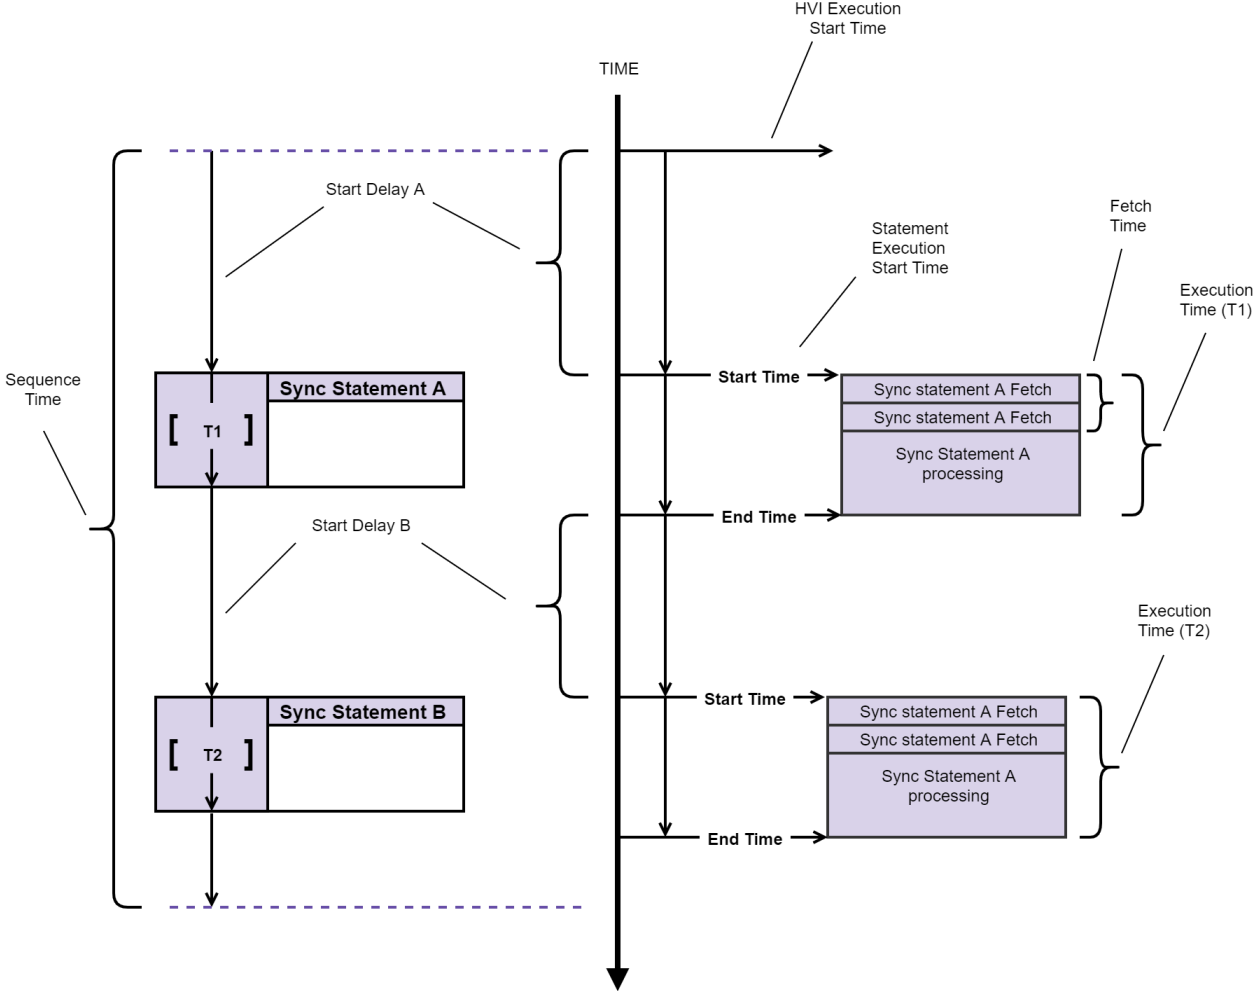 HVI Execution
Start Time
TIME
Start Delay A
Fetch
Time
Statement
Execution
Start Time
Execution
Time (T1)
Sequence
Time
Sync Statement A
[ T1 ]
Start Time
Sync statement A Fetch
Sync statement A Fetch
Sync Statement A
processing
End Time
Start Delay B
Execution
Time (T2)
Sync Statement B
[ T2 ]
Start Time
Sync statement A Fetch
Sync statement A Fetch
Sync Statement A
processing
End Time